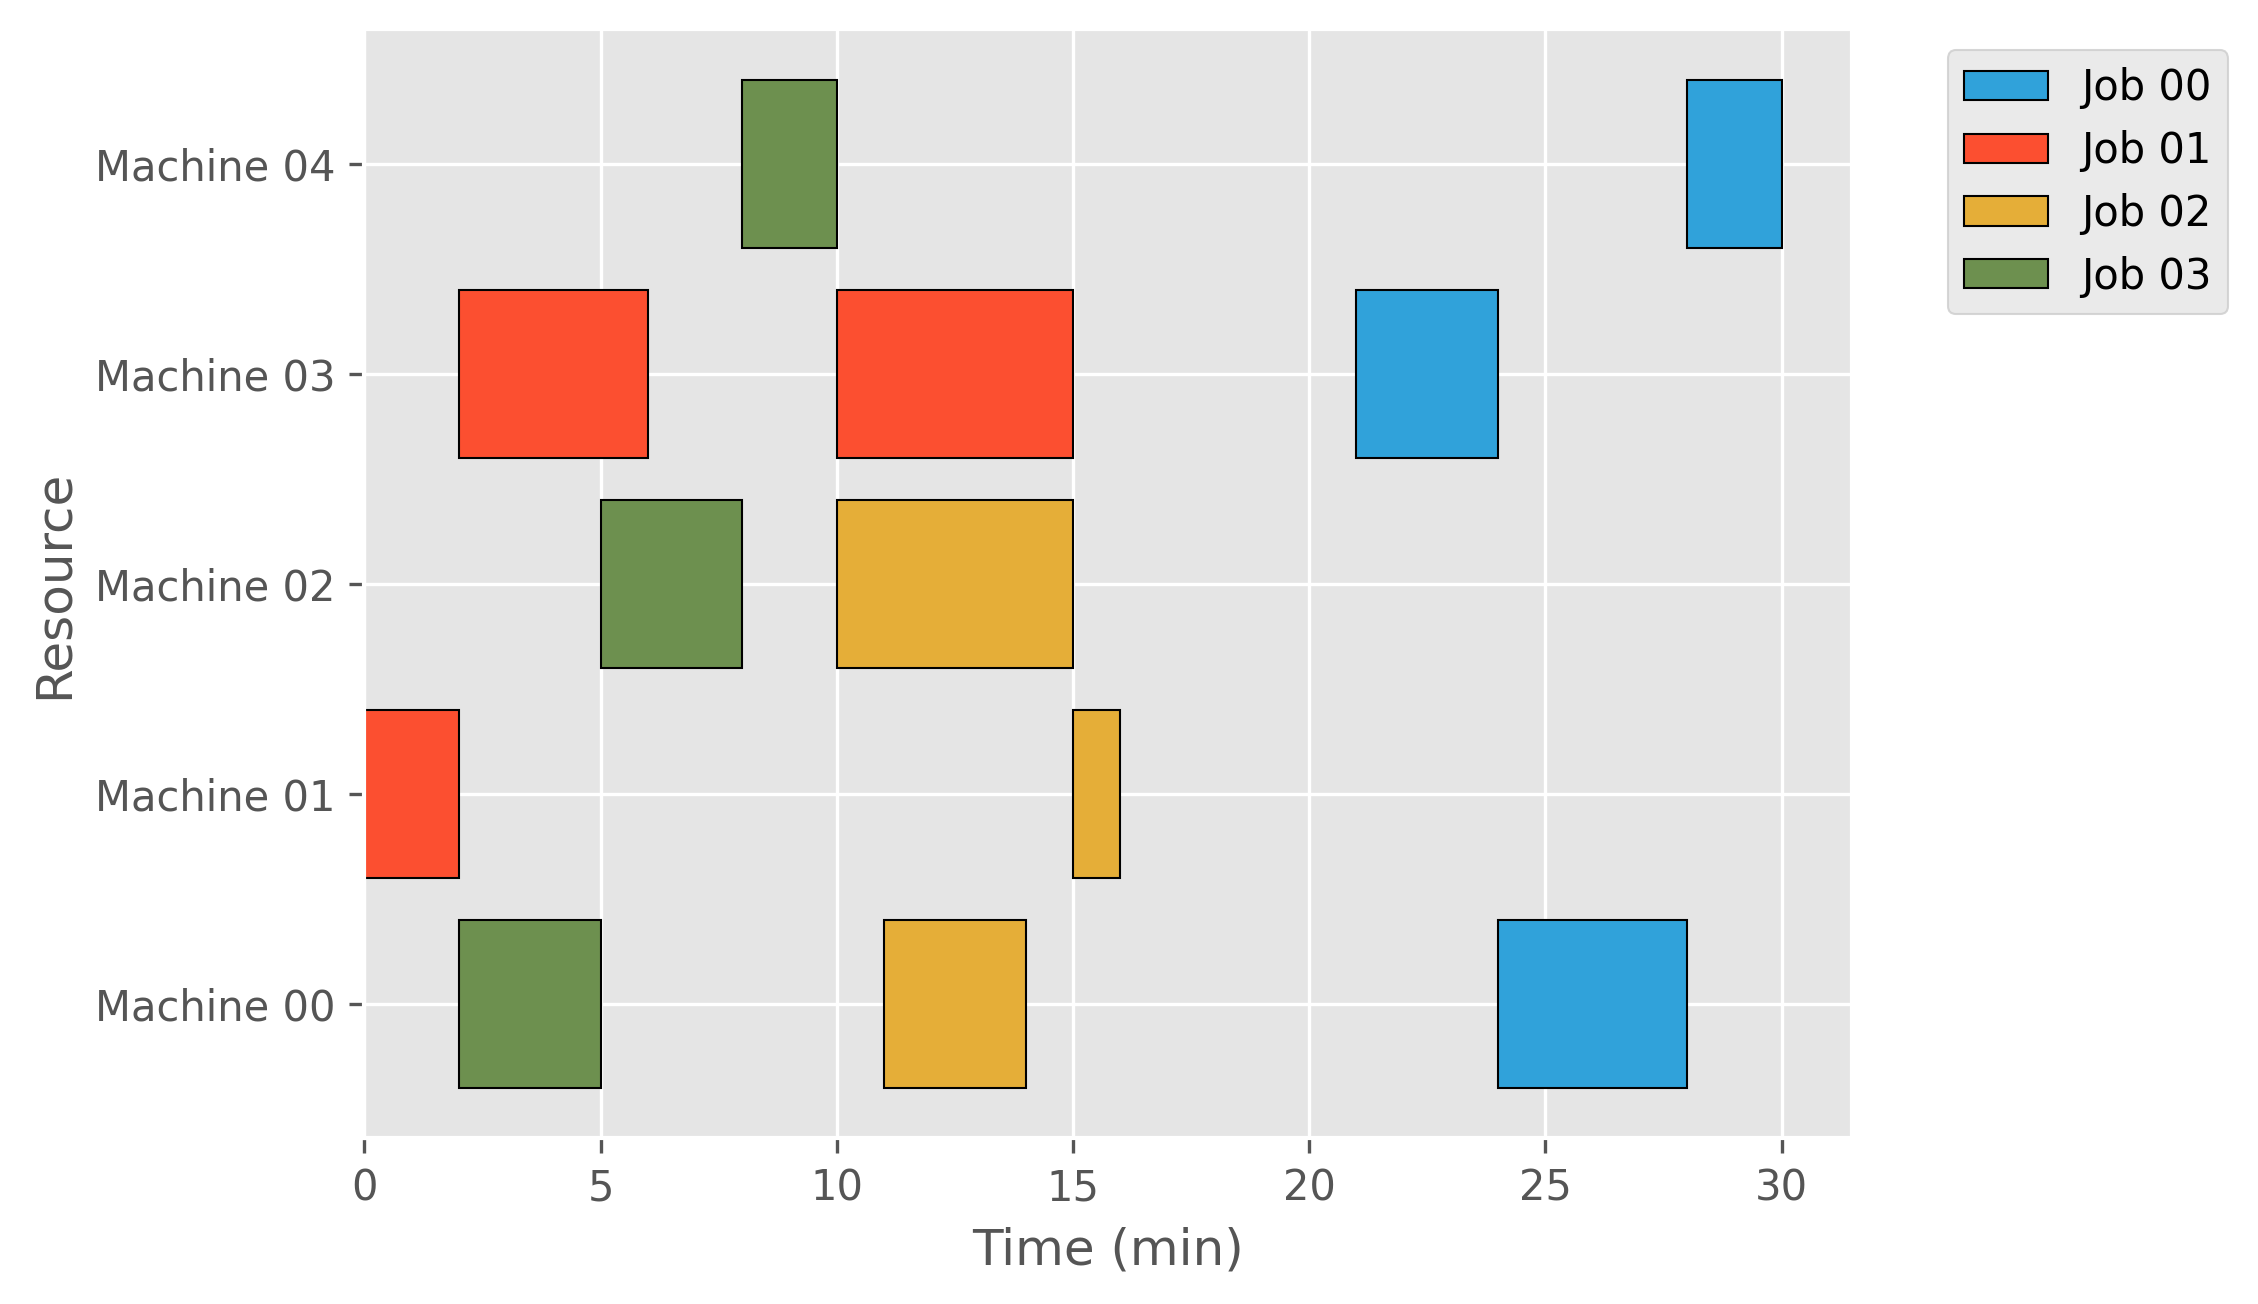 Job 00
Job 01
Job 02
Job 03
Machine 04
Machine 03
Machine 02
Machine 01
Machine 00
Resource
0 5 10 15 20 25 30
Time (min)